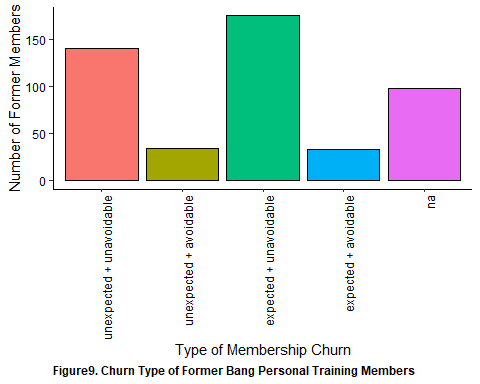 Number of Former Members
150
100
50
0
unexpected + unavoidable
unexpected + avoidable
expected + unavoidable
expected + avoidable
na
Type of Membership Churn
Figure9. Churn Type of Former Bang Personal Training Members